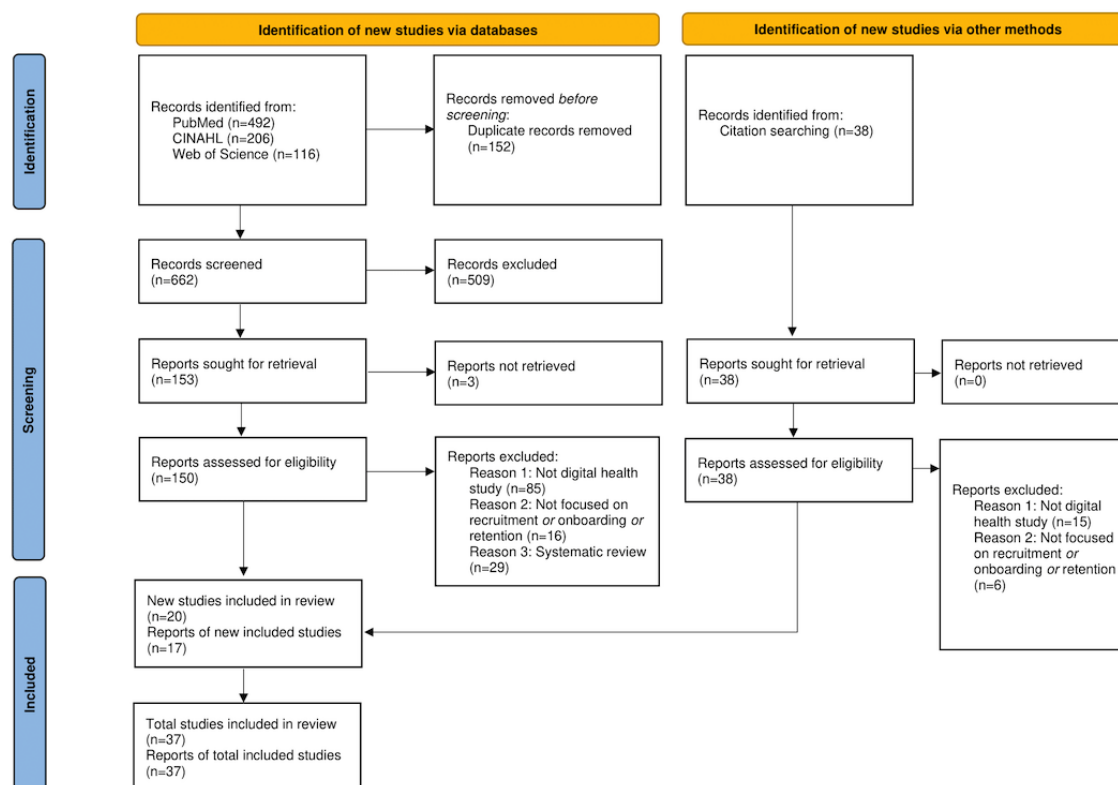 Identification of new studies via databases
Identification of new studies via other methods
Identification
Records identified from:
PubMed (n=492)
CINAHL (n=206)
Web of Science (n=116)
Records removed before
screening:
Duplicate records removed
(n=152)
Records identified from:
Citation searching (n=38)
Screening
Records screened
(n=662)
Records excluded
(n=509)
Reports sought for retrieval
(n=153)
Reports not retrieved
(n=3)
Reports sought for retrieval
(n=38)
Reports not retrieved
(n=0)
Reports assessed for eligibility
(n=150)
Reports excluded:
Reason 1: Not digital health
study (n=85)
Reason 2: Not focused on
recruitment or onboarding or
retention (n=16)
Reason 3: Systematic review
(n=29)
Reports assessed for eligibility
(n=38)
Reports excluded:
Reason 1: Not digital
health study (n=15)
Reason 2: Not focused
on recruitment or
onboarding or retention
(n=6)
Included
New studies included in review
(n=20)
Reports of new included studies
(n=17)
Total studies included in review
(n=37)
Reports of total included studies
(n=37)